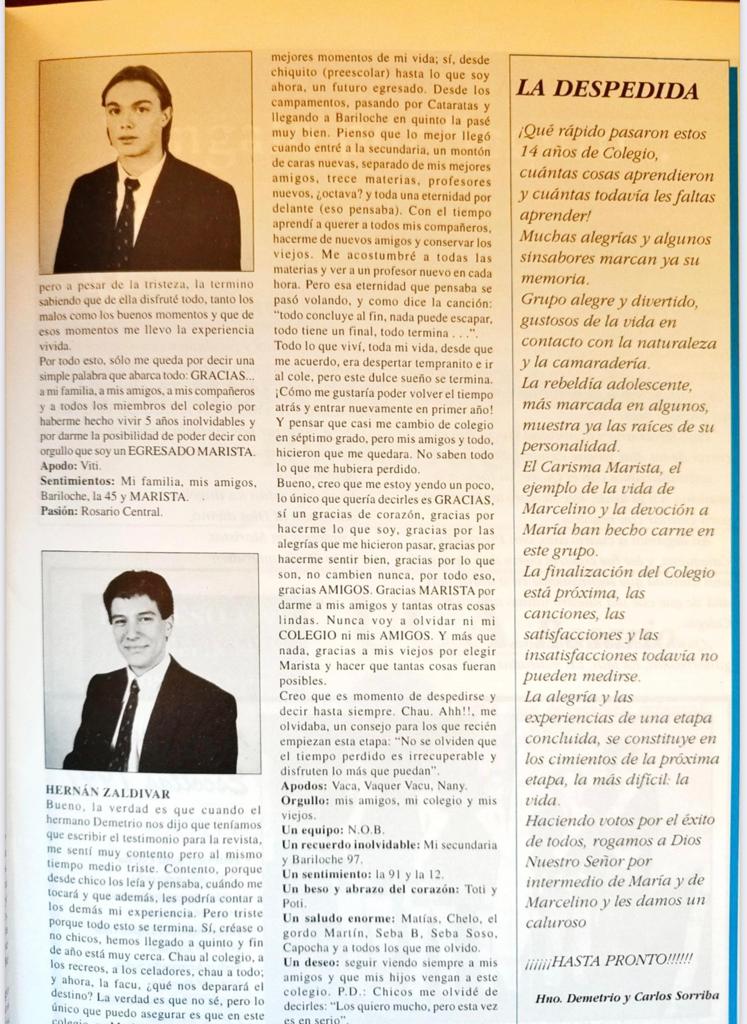 pero a pesar de la tristeza, la termino
sabiendo que de ella disfruté todo, tanto los
malos como los buenos momentos y que de
esos momentos me llevo la experiencia
vivida.
Por todo esto, sólo me queda por decir una
simple palabra que abarca todo: GRACIAS...
a mi familia, a mis amigos, a mis compañeros
y a todos los miembros del colegio por
haberme hecho vivir 5 años inolvidables y
por darme la posibilidad de poder decir con
orgullo que soy un EGRESADO MARISTA.
Apodo: Viti.
Sentimientos: Mi familia, mis amigos,
Bariloche, la 45 y MARISTA.
Pasión: Rosario Central.
HERNÁN ZALDIVAR
Bueno, la verdad es que cuando el
hermano Demetrio nos dijo que teníamos
que escribir el testimonio para la revista,
me sentí muy contento pero al mismo
tiempo medio triste. Contento, porque
desde chico los leía y pensaba, cuándo me
tocará y que además, les podría contar a
los demás mi experiencia. Pero triste
porque todo esto se termina. Sí, créase o
no chicos, hemos llegado a quinto y fin
de año está muy cerca. Chau al colegio, a
los recreos, a los celadores, chau a todo;
y ahora, la facu, ¿qué nos deparará el
destino? La verdad es que no sé, pero lo
único que puedo asegurar es que en este
colegio
mejores momentos de mi vida; sí, desde
chiquito (preescolar) hasta lo que soy
ahora, un futuro egresado. Desde los
campamentos, pasando por Cataratas y
llegando a Bariloche en quinto la pasé
muy bien. Pienso que lo mejor llegó
cuando entré a la secundaria, un montón
de caras nuevas, separado de mis mejores
amigos, trece materias, profesores
nuevos, ¿octava? y toda una eternidad por
delante (eso pensaba). Con el tiempo
aprendí a querer a todos mis compañeros,
hacerme de nuevos amigos y conservar los
viejos. Me acostumbré a todas las
materias y ver a un profesor nuevo en cada
hora. Pero esa eternidad que pensaba se
pasó volando, y como dice la canción:
"todo concluye al fin, nada puede escapar,
todo tiene un final, todo termina . . .".
Todo lo que viví, toda mi vida, desde que
me acuerdo, era despertar tempranito e ir
al cole, pero este dulce sueño se termina.
¡Cómo me gustaría poder volver el tiempo
atrás y entrar nuevamente en primer año!
Y pensar que casi me cambio de colegio
en séptimo grado, pero mis amigos y todo,
hicieron que me quedara. No saben todo
lo que me hubiera perdido.
Bueno, creo que me estoy yendo un poco,
lo único que quería decirles es GRACIAS,
sí un gracias de corazón, gracias por
hacerme lo que soy, gracias por las
alegrías que me hicieron pasar, gracias por
hacerme sentir bien, gracias por lo que
son, no cambien nunca, por todo eso,
gracias AMIGOS. Gracias MARISTA por
darme a mis amigos y tantas otras cosas
lindas. Nunca voy a olvidar ni mi
COLEGIO ni mis AMIGOS. Y más que
nada, gracias a mis viejos por elegir
Marista y hacer que tantas cosas fueran
posibles.
Creo que es momento de despedirse y
decir hasta siempre. Chau. Ahh!!, me
olvidaba, un consejo para los que recién
empiezan esta etapa: "No se olviden que
el tiempo perdido es irrecuperable y
disfruten lo más que puedan".
Apodos: Vaca, Vaquer Vacu, Nany.
Orgullo: mis amigos, mi colegio y mis
viejos.
Un equipo: N.O.B.
Un recuerdo inolvidable: Mi secundaria
y Bariloche 97.
Un sentimiento: la 91 y la 12.
Un beso y abrazo del corazón: Toti y
Poti.
Un saludo enorme: Matías, Chelo, el
gordo Martín, Seba B, Seba Soso,
Capocha y a todos los que me olvido.
Un deseo: seguir viendo siempre a mis
amigos y que mis hijos vengan a este
colegio. P.D.: Chicos me olvidé de
decirles: "Los quiero mucho, pero esta vez
es en serio".
LA DESPEDIDA
¡Qué rápido pasaron estos
14 años de Colegio,
cuántas cosas aprendieron
y cuántas todavía les faltas
aprender!
Muchas alegrías y algunos
sinsabores marcan ya su
memoria.
Grupo alegre y divertido,
gustosos de la vida en
contacto con la naturaleza
y la camaradería.
La rebeldía adolescente,
más marcada en algunos,
muestra ya las raíces de su
personalidad.
El Carisma Marista, el
ejemplo de la vida de
Marcelino y la devoción a
María han hecho carne en
este grupo.
La finalización del Colegio
está próxima, las
canciones, las
satisfacciones y las
insatisfacciones todavía no
pueden medirse.
La alegría y las
experiencias de una etapa
concluida, se constituye en
los cimientos de la próxima
etapa, la más difícil: la
vida.
Haciendo votos por el éxito
de todos, rogamos a Dios
Nuestro Señor por
intermedio de María y de
Marcelino y les damos un
caluroso
¡¡¡¡¡¡HASTA PRONTO!!!!!!
Hno. Demetrio y Carlos Sorriba